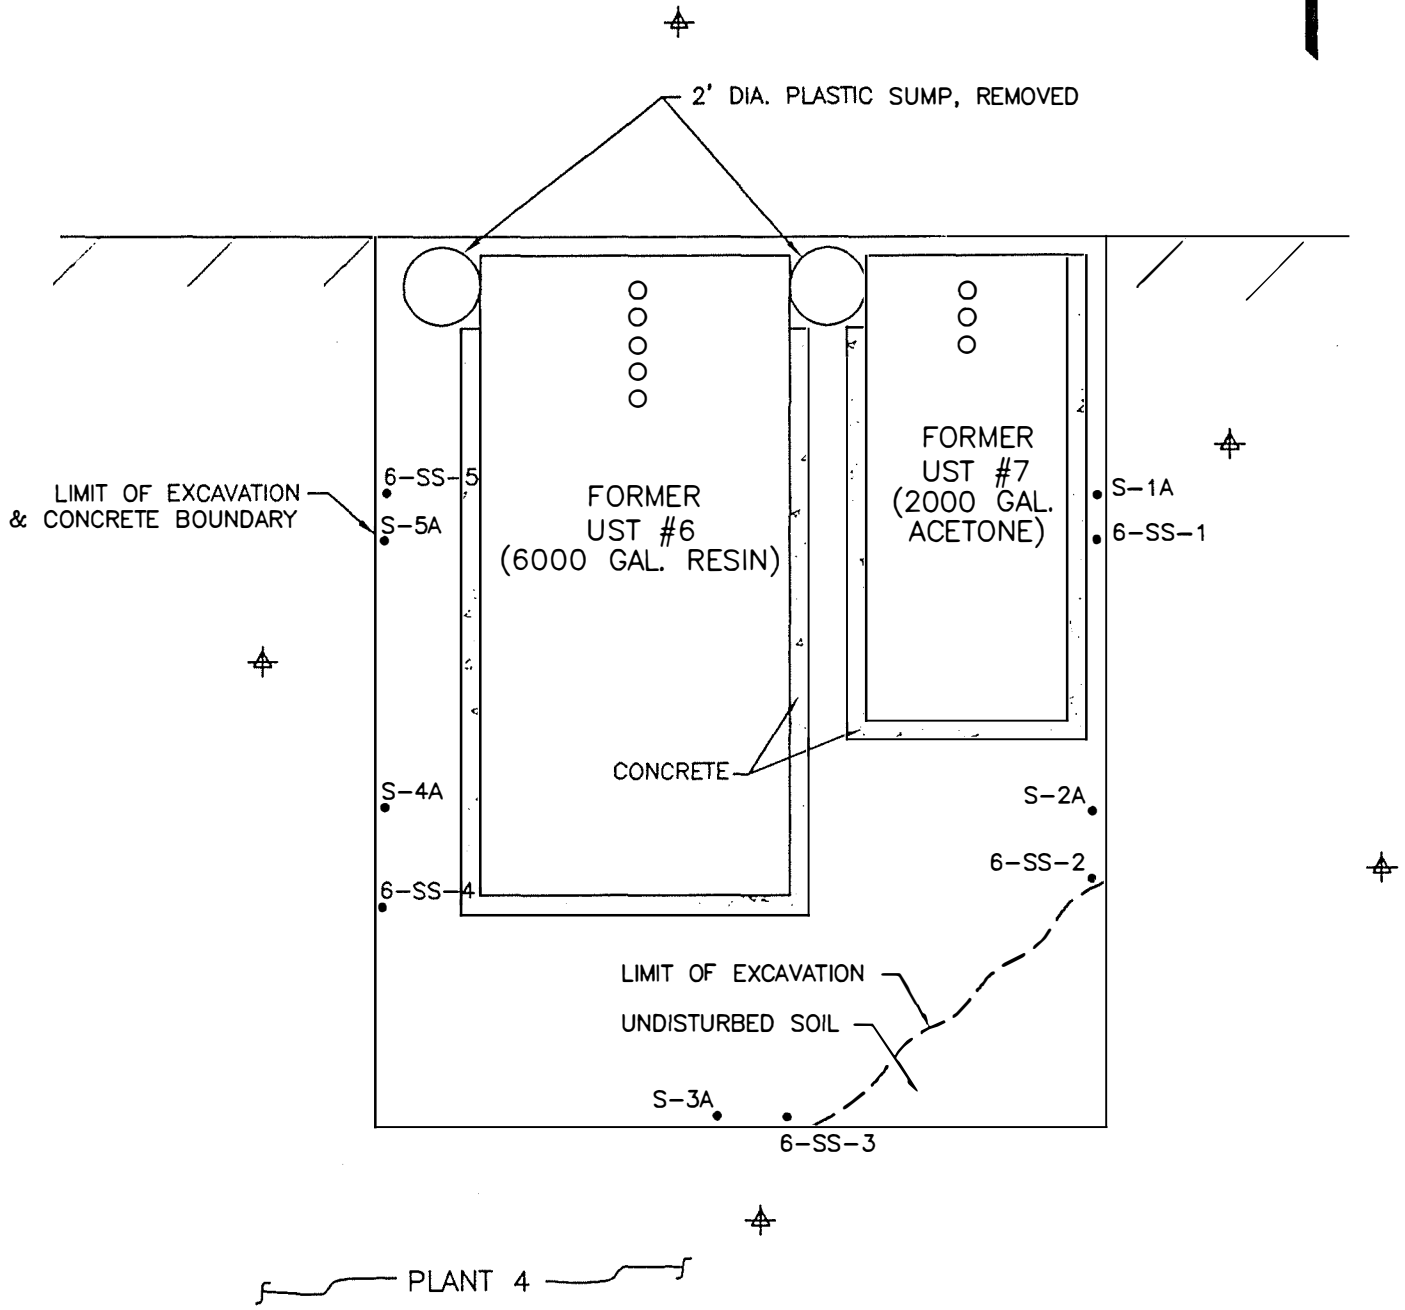 2' DIA. PLASTIC SUMP, REMOVED
FORMER
UST #7
(2000 GAL.
ACETONE)
6-SS-5
LIMIT OF EXCAVATION
& CONCRETE BOUNDARY
S-5A
FORMER
UST #6
(6000 GAL. RESIN)
S-1A
6-SS-1
CONCRETE
S-4A
S-2A
6-SS-2
6-SS-4
LIMIT OF EXCAVATION
UNDISTURBED SOIL
S-3A
6-SS-3
PLANT 4